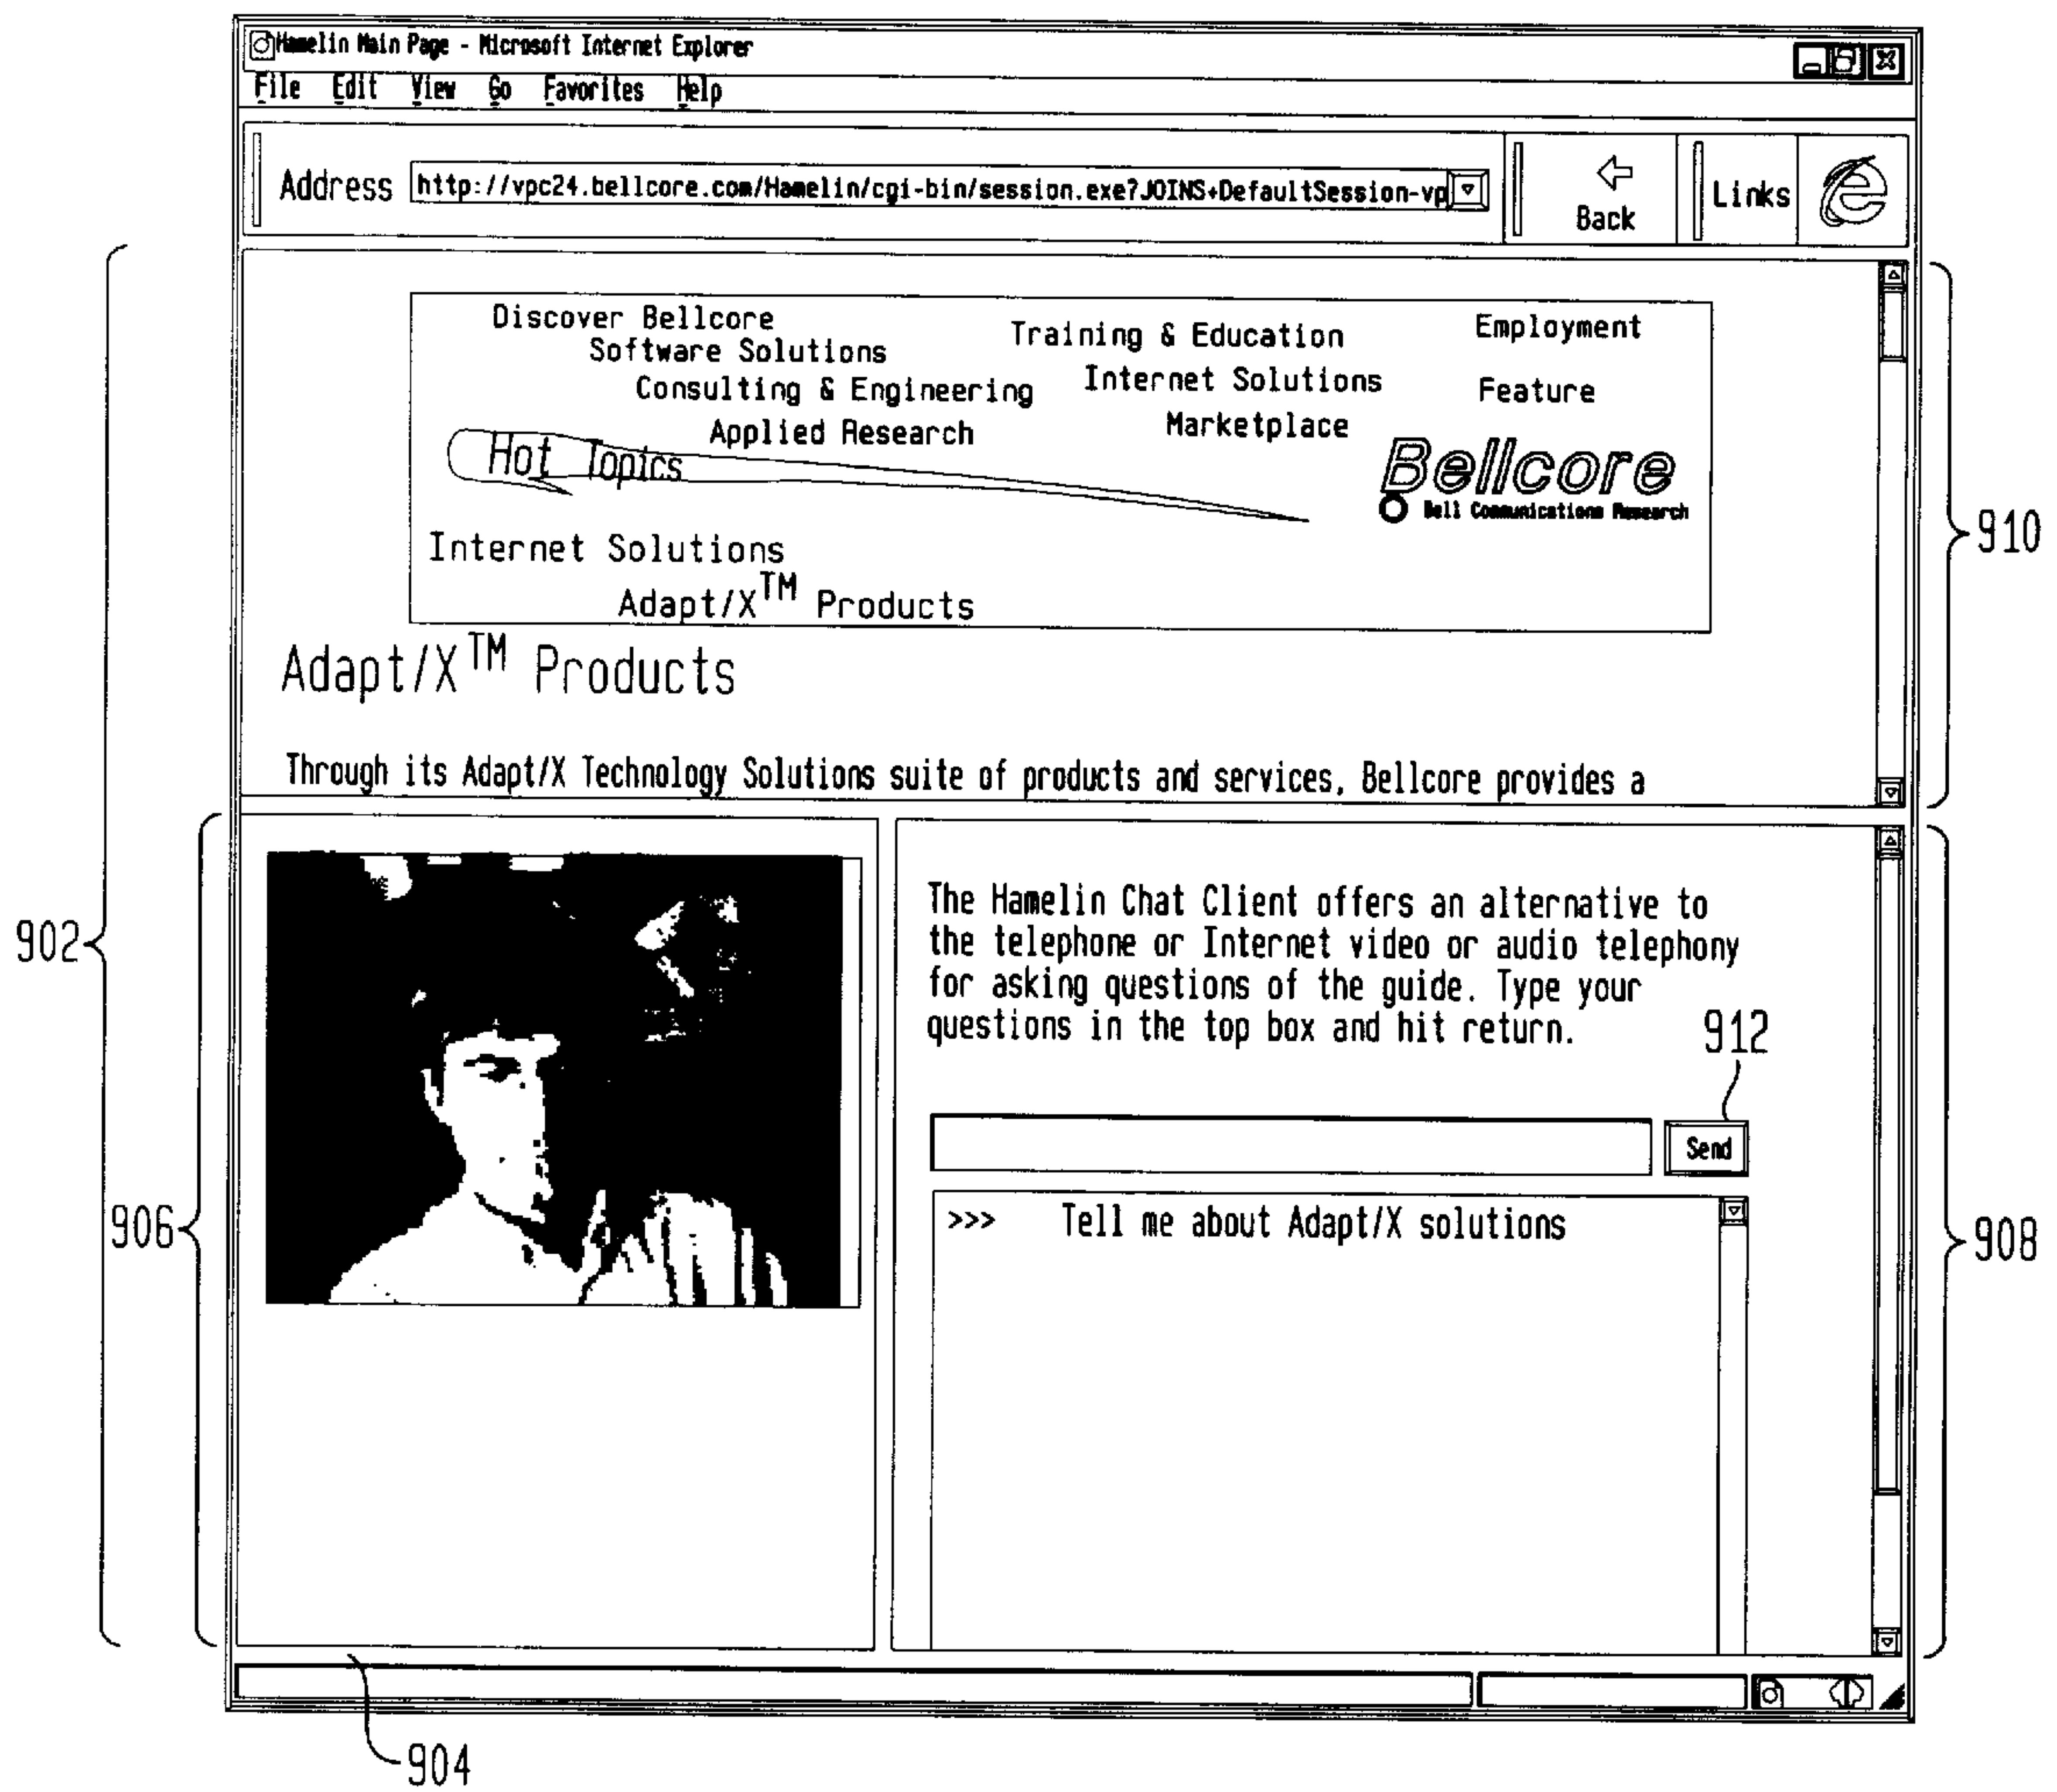 Hamelin Main Page - Microsoft Internet Explorer
File Edit View Go Favorites Help
Address http://vpc24.bellcore.com/Hamelin/cgi-bin/session.exe?JOINS+DefaultSession-vp
Back
Links
Discover Bellcore
Software Solutions
Consulting & Engineering
Applied Research
Training & Education
Internet Solutions
Marketplace
Employment
Feature
Hot Topics
Bellcore
Bell Communications Research
Internet Solutions
Adapt/X™ Products
Adapt/X™ Products
Through its Adapt/X Technology Solutions suite of products and services, Bellcore provides a
910
902
906
The Hamelin Chat Client offers an alternative to
the telephone or Internet video or audio telephony
for asking questions of the guide. Type your
questions in the top box and hit return.
912
Send
>>> Tell me about Adapt/X solutions
908
904